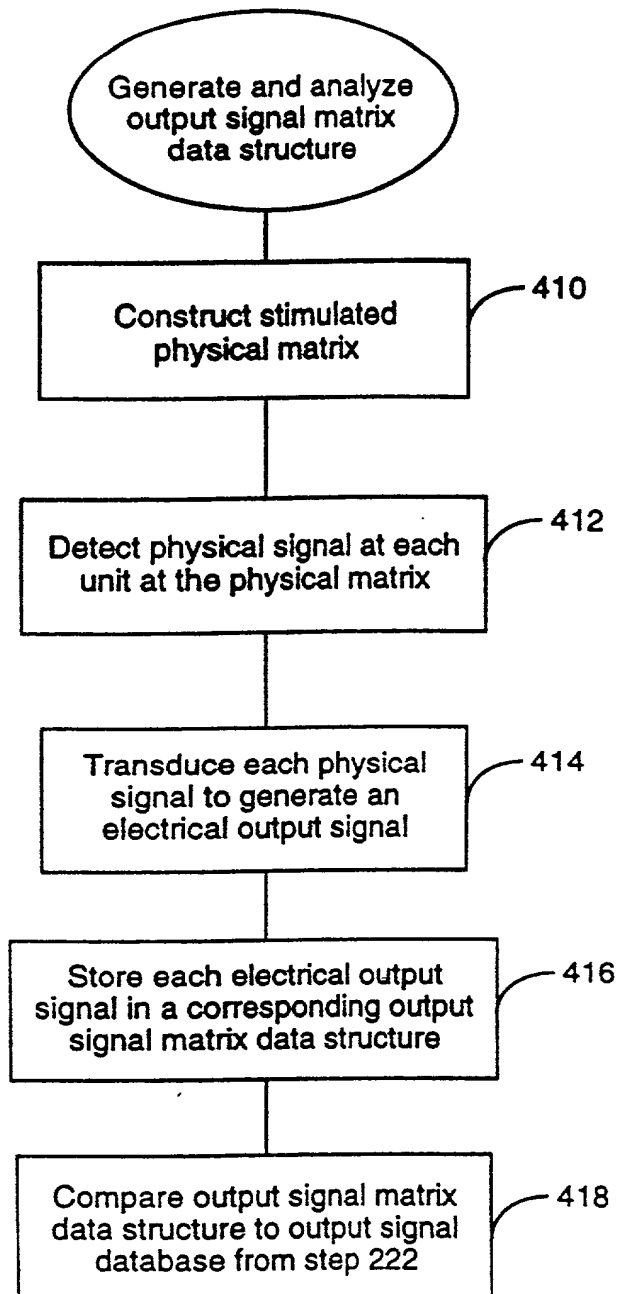 Generate and analyze
output signal matrix
data structure
Construct stimulated
physical matrix
410
Detect physical signal at each
unit at the physical matrix
412
Transduce each physical
signal to generate an
electrical output signal
414
Store each electrical output
signal in a corresponding output
signal matrix data structure
416
Compare output signal matrix
data structure to output signal
database from step 222
418